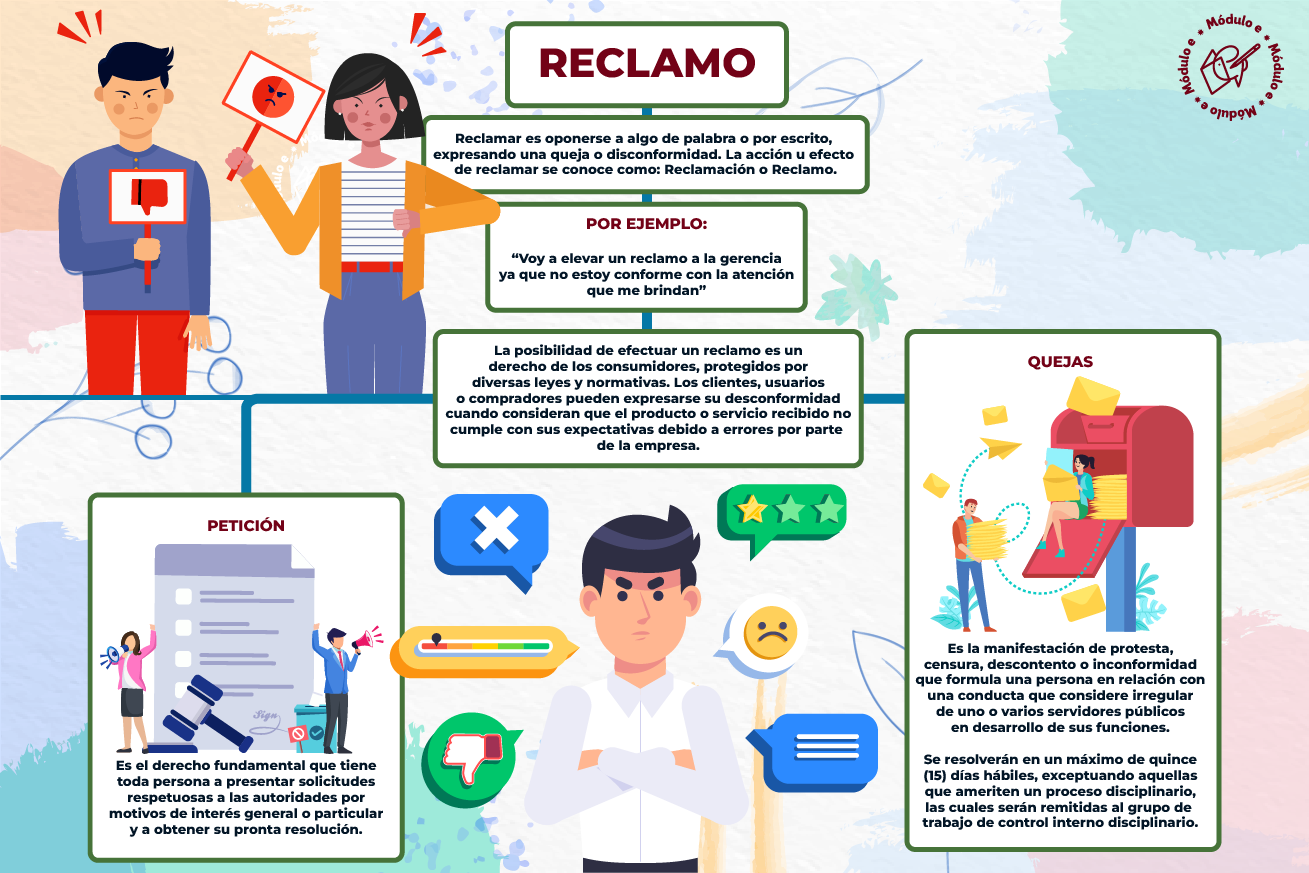 RECLAMO
Módulo e * Módulo e * Módulo e * Módulo e *
Reclamar es oponerse a algo de palabra o por escrito,
expresando una queja o disconformidad. La acción u efecto
de reclamar se conoce como: Reclamación o Reclamo.
POR EJEMPLO:
“Voy a elevar un reclamo a la gerencia
ya que no estoy conforme con la atención
que me brindan”
La posibilidad de efectuar un reclamo es un
derecho de los consumidores, protegidos por
diversas leyes y normativas. Los clientes, usuarios
o compradores pueden expresarse su desconformidad
cuando consideran que el producto o servicio recibido no
cumple con sus expectativas debido a errores por parte
de la empresa.
PETICIÓN
Sign
Es el derecho fundamental que tiene
toda persona a presentar solicitudes
respetuosas a las autoridades por
motivos de interés general o particular
y a obtener su pronta resolución.
QUEJAS
Es la manifestación de protesta,
censura, descontento o inconformidad
que formula una persona en relación con
una conducta que considere irregular
de uno o varios servidores públicos
en desarrollo de sus funciones.
Se resolverán en un máximo de quince
(15) días hábiles, exceptuando aquellas
que ameriten un proceso disciplinario,
las cuales serán remitidas al grupo de
trabajo de control interno disciplinario.